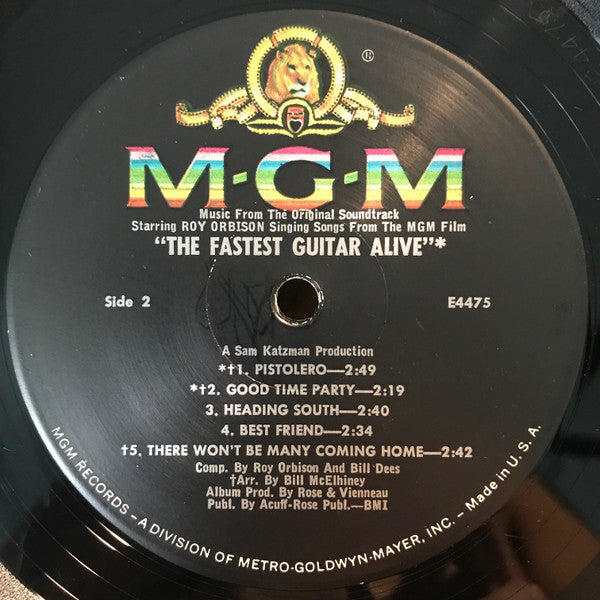 ®
M·G·M
Music From The Original Soundtrack
Starring ROY ORBISON Singing Songs From The MGM Film
"THE FASTEST GUITAR ALIVE"*
Side 2
E4475
A Sam Katzman Production
*†1. PISTOLERO—2:49
*†2. GOOD TIME PARTY—2:19
3. HEADING SOUTH—2:40
4. BEST FRIEND—2:34
†5. THERE WON'T BE MANY COMING HOME—2:42
Comp. By Roy Orbison And Bill Dees
†Arr. By Bill McElhiney
Album Prod. By Rose & Vienneau
Publ. By Acuff-Rose Publ.—BMI
MGM RECORDS – A DIVISION OF METRO-GOLDWYN-MAYER, INC. – Made in U. S. A.